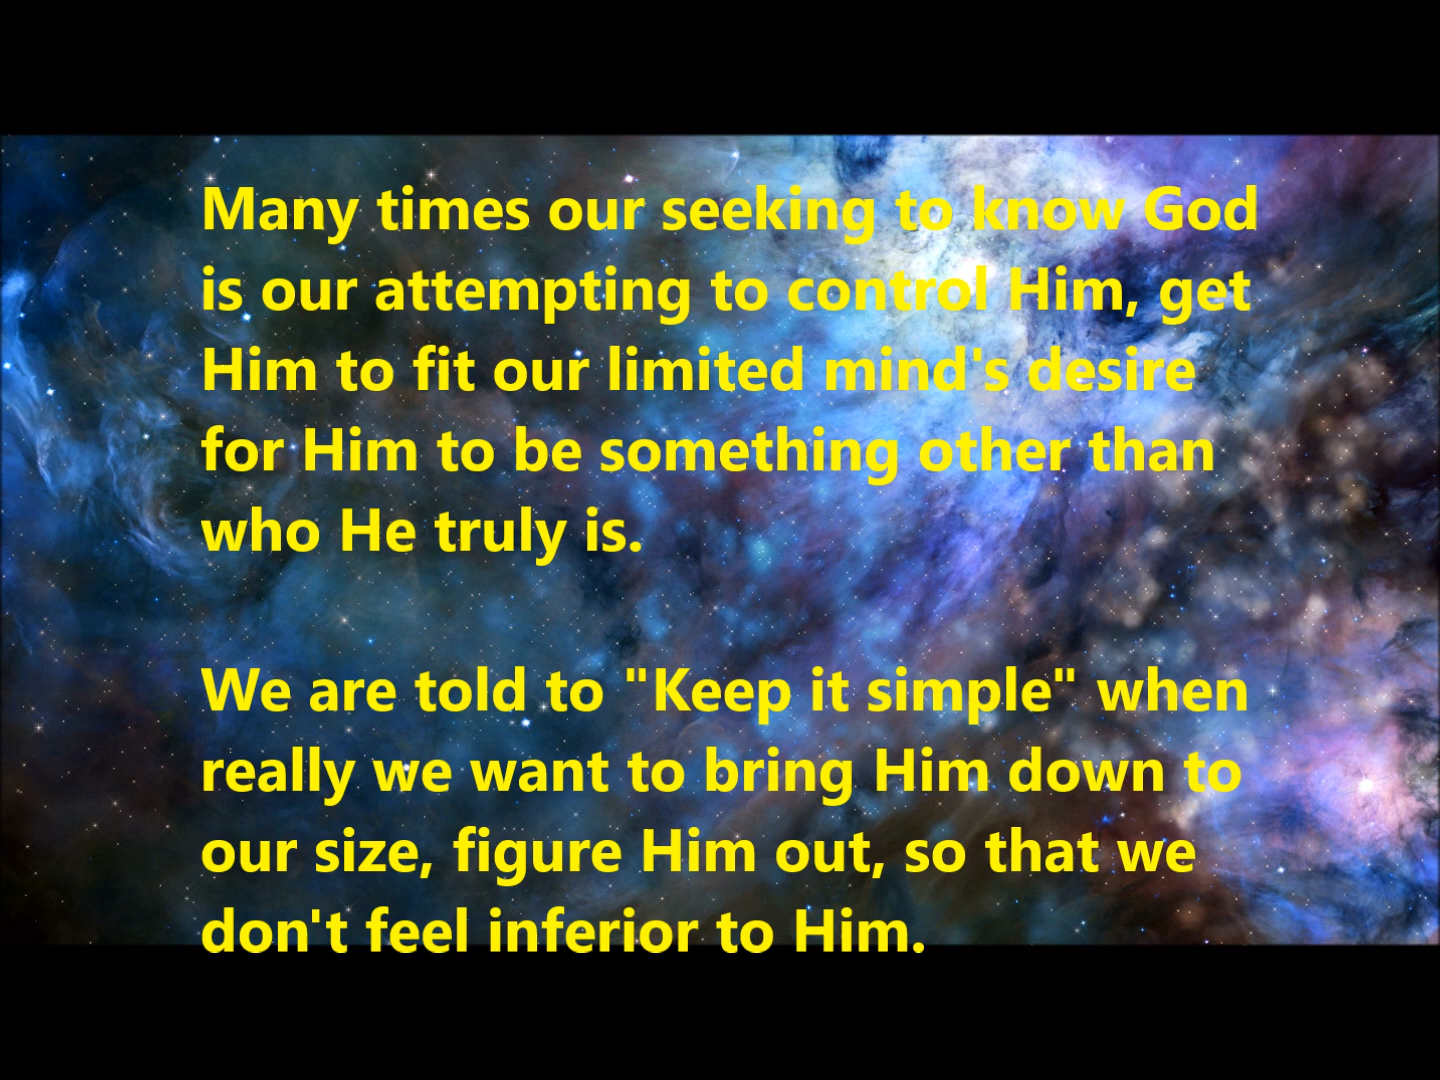 Many times our seeking to know God
is our attempting to control Him, get
Him to fit our limited mind's desire
for Him to be something other than
who He truly is.
We are told to "Keep it simple" when
really we want to bring Him down to
our size, figure Him out, so that we
don't feel inferior to Him.